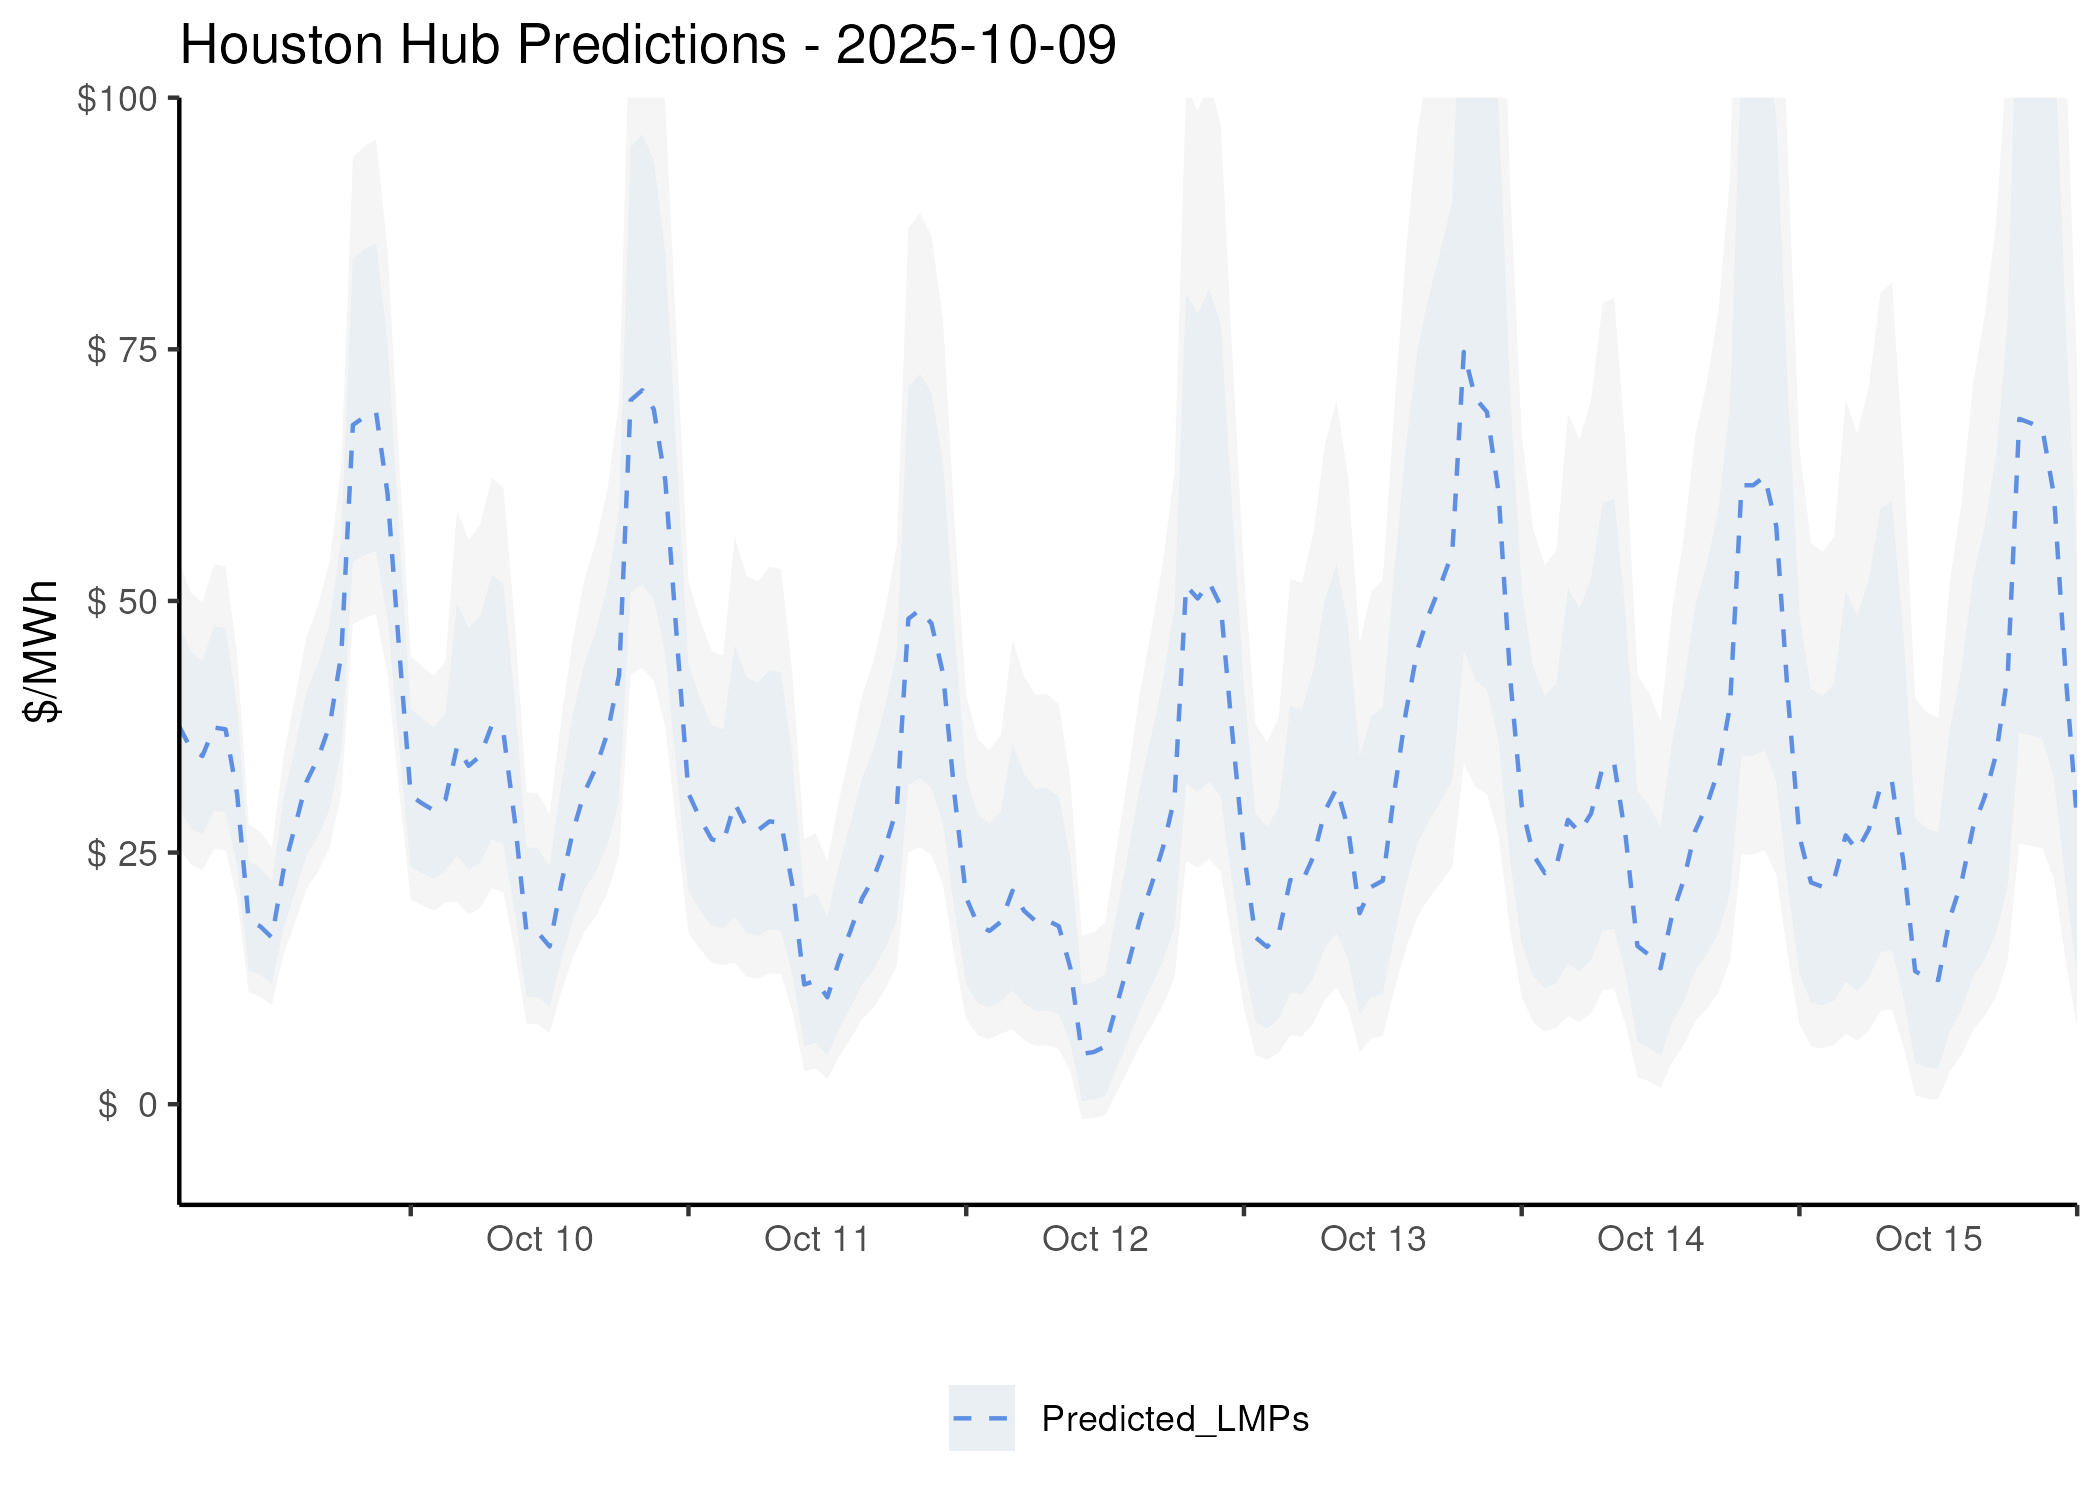 Houston Hub Predictions - 2025-10-09
$100
$ 75
$ 50
$ 25
$  0
$/MWh
Oct 10
Oct 11
Oct 12
Oct 13
Oct 14
Oct 15
Predicted_LMPs